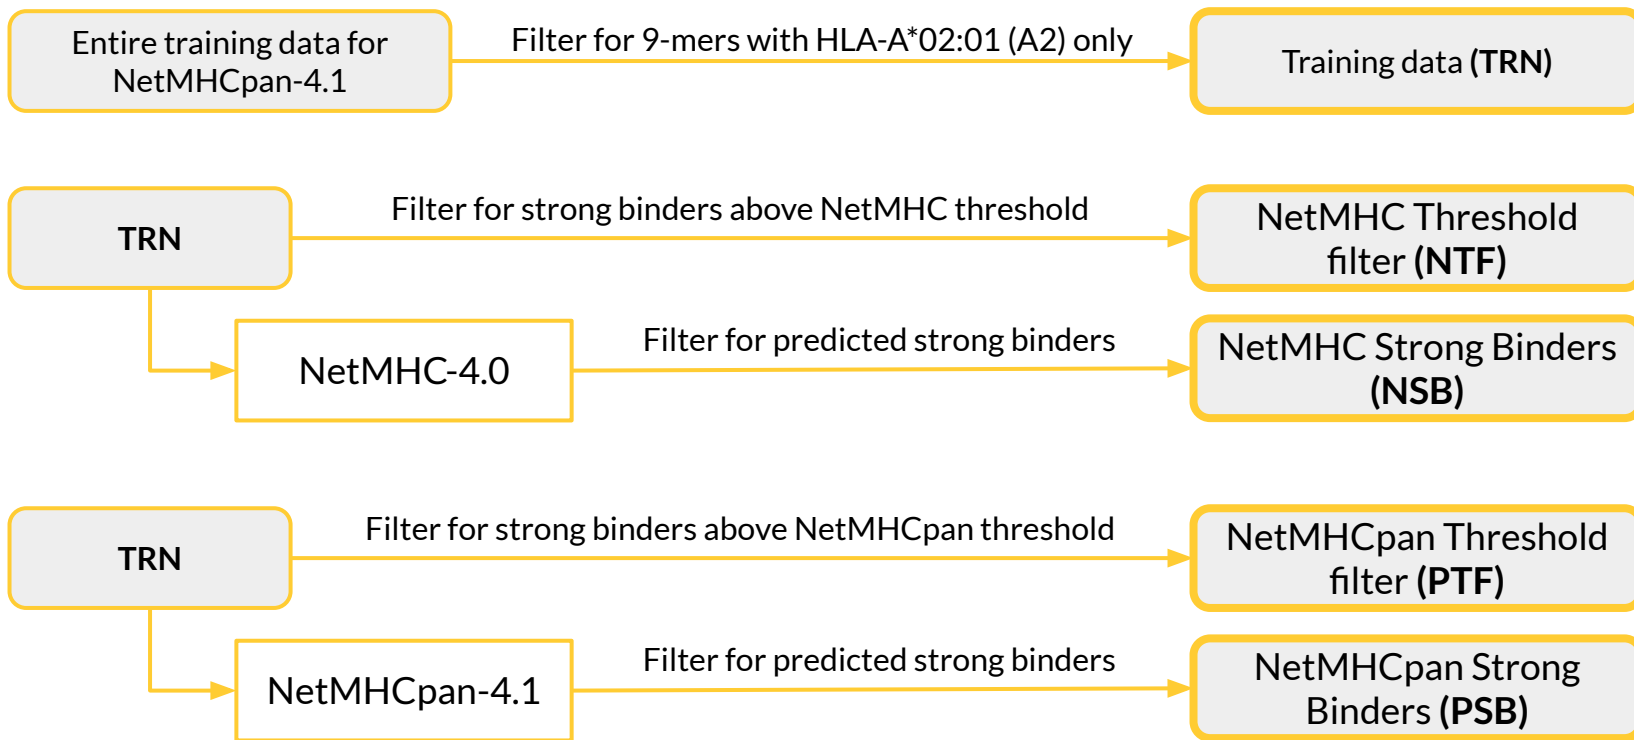 Entire training data for
NetMHCpan-4.1
Filter for 9-mers with HLA-A*02:01 (A2) only
Training data (TRN)
TRN
Filter for strong binders above NetMHC threshold
NetMHC Threshold
filter (NTF)
NetMHC-4.0
Filter for predicted strong binders
NetMHC Strong Binders
(NSB)
TRN
Filter for strong binders above NetMHCpan threshold
NetMHCpan Threshold
filter (PTF)
NetMHCpan-4.1
Filter for predicted strong binders
NetMHCpan Strong
Binders (PSB)